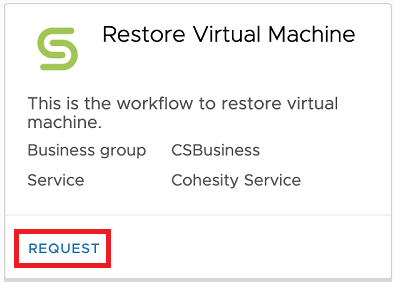 Restore Virtual Machine
This is the workflow to restore virtual
machine.
Business group CSBusiness
Service Cohesity Service
REQUEST